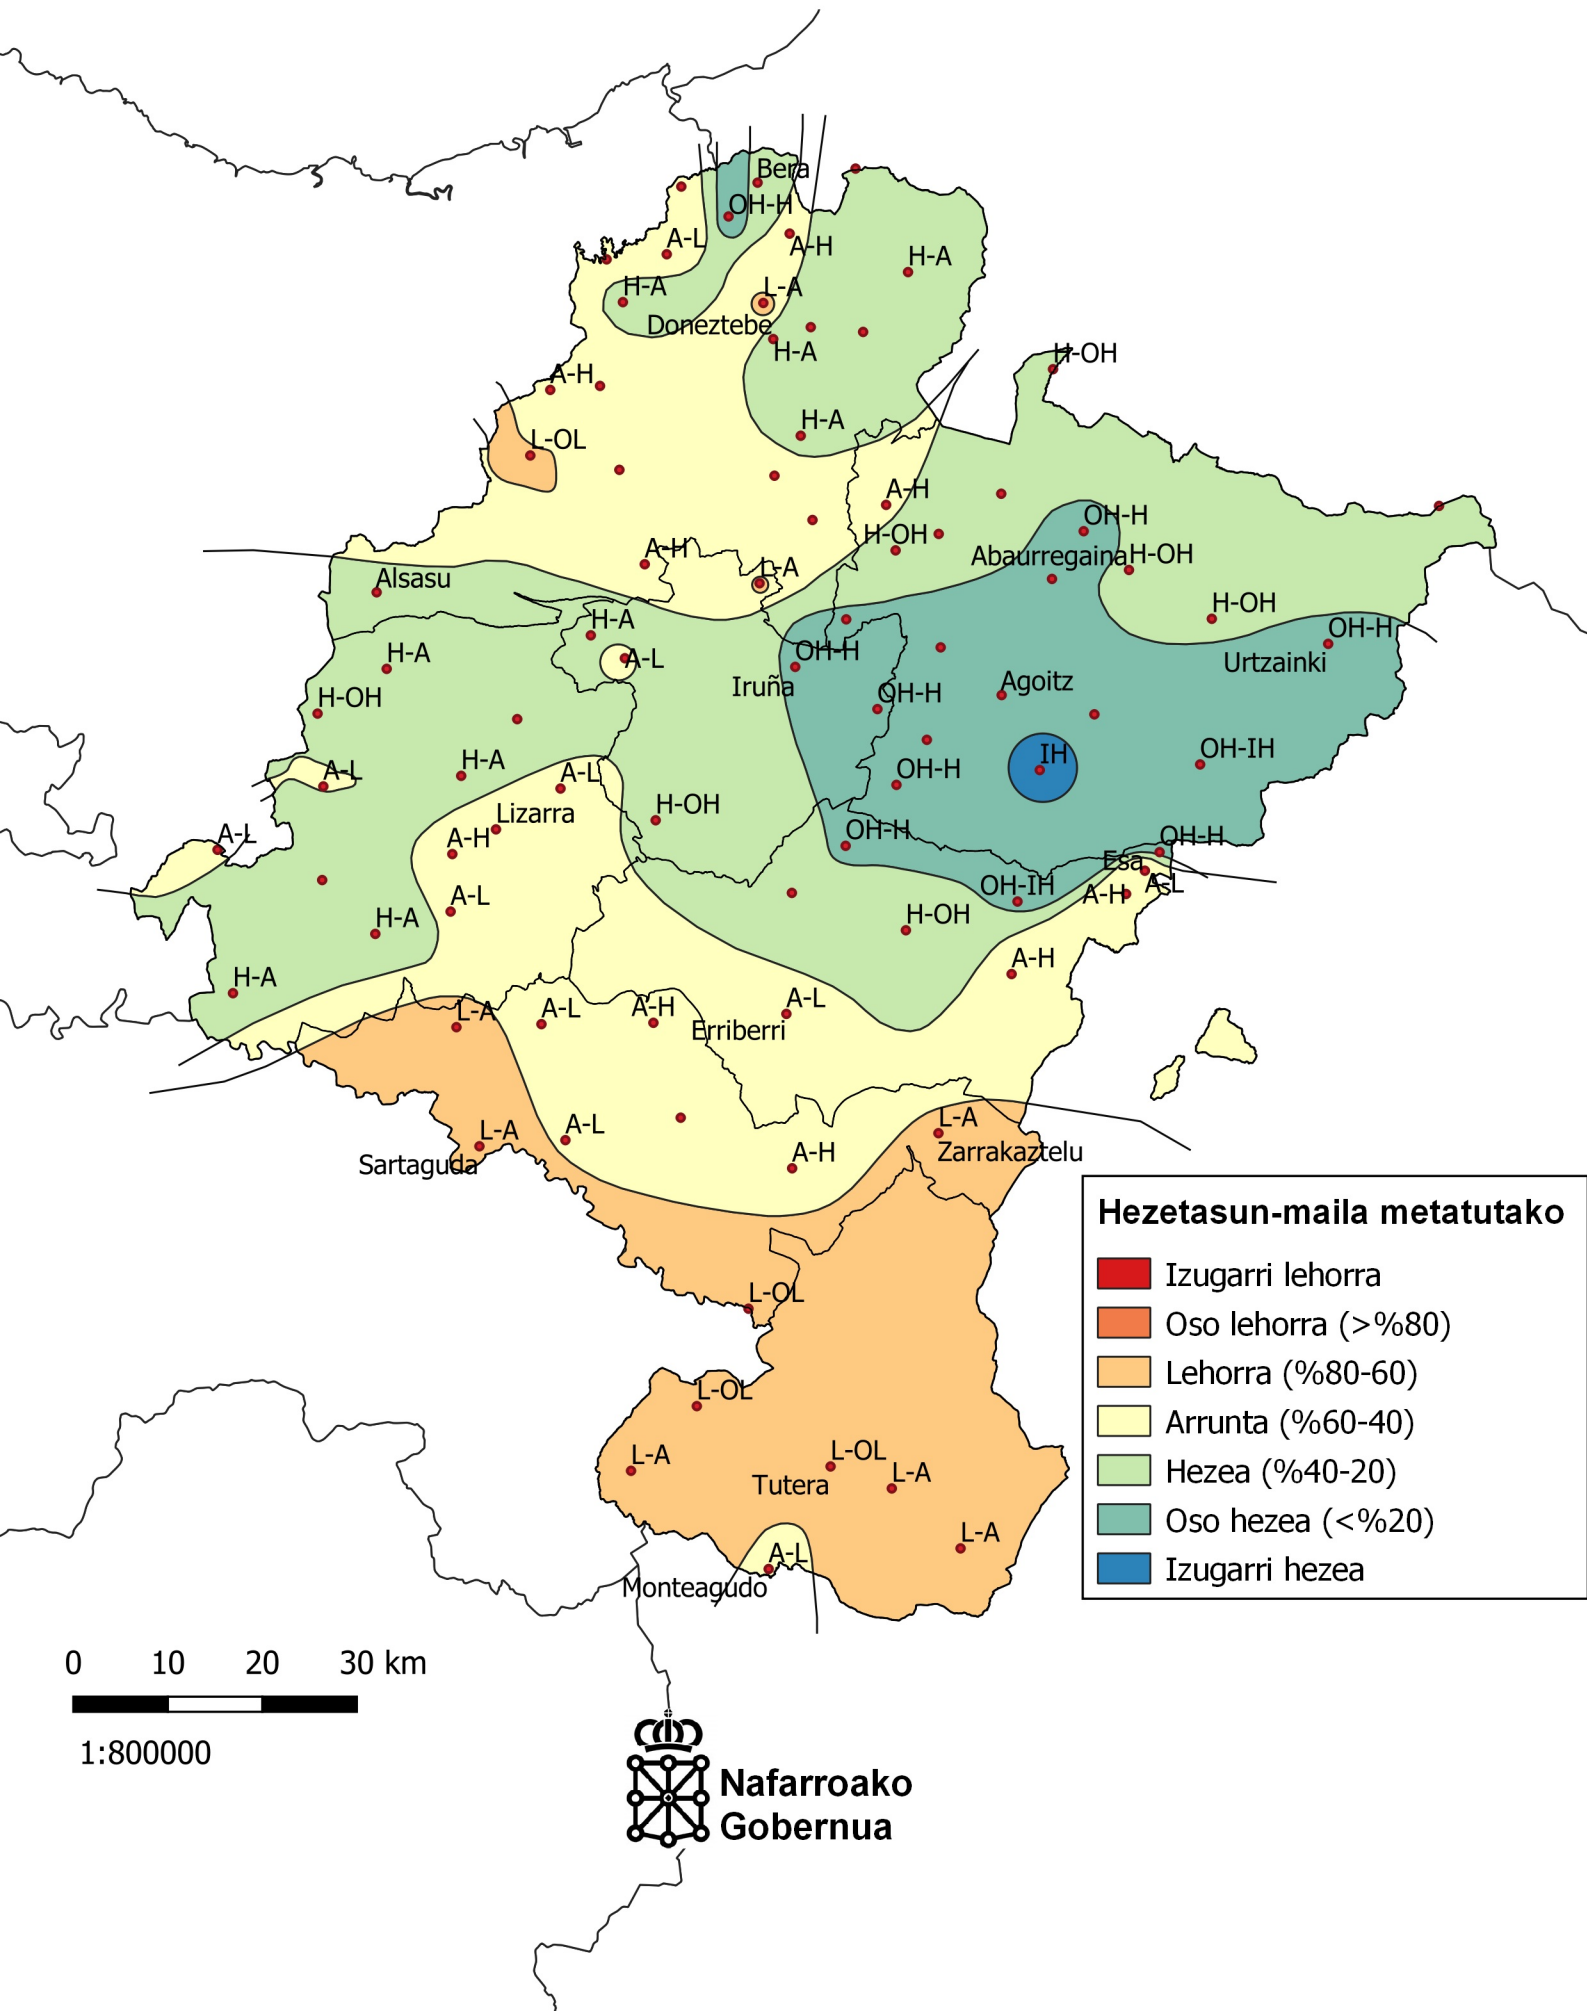 Bera
OH-H
A-L
A-H
H-A
H-A
L-A
Doneztebe
H-A
H-OH
A-H
H-A
L-OL
A-H
OH-H
H-OH
A-H
Abaurregaina
H-OH
L-A
Alsasu
H-OH
H-A
OH-H
H-A
OH-H
A-L
Urtzainki
Iruña
Agoitz
H-OH
OH-H
IH
OH-IH
A-L
H-A
A-L
OH-H
H-OH
Lizarra
A-L
A-H
OH-H
OH-H
Esa
A-L
OH-IH
A-H
A-L
H-A
H-OH
A-H
H-A
L-A
A-L
A-H
A-L
Erriberri
L-A
A-L
L-A
Sartaguda
A-H
Zarrakaztelu
L-OL
L-OL
L-A
L-OL
L-A
Tutera
L-A
A-L
Monteagudo
Hezetasun-maila metatutako
Izugarri lehorra
Oso lehorra (>%80)
Lehorra (%80-60)
Arrunta (%60-40)
Hezea (%40-20)
Oso hezea (<%20)
Izugarri hezea
0 10 20 30 km
1:800000
Nafarroako
Gobernua